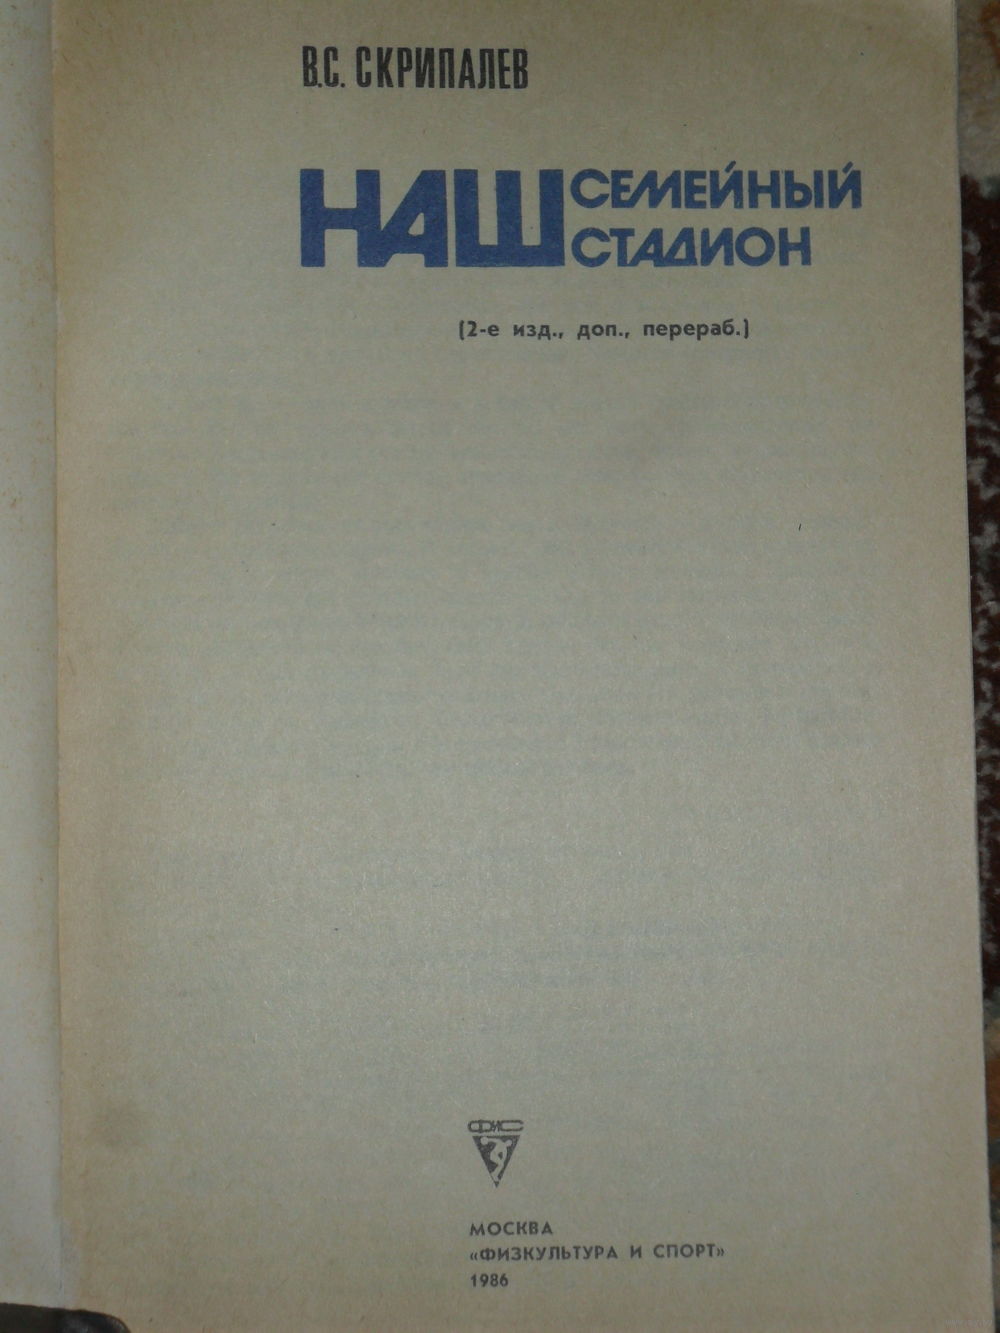 В.С. СКРИПАЛЕВ
НАШ СЕМЕЙНЫЙ
СТАДИОН
(2-е изд., доп., перераб.)
ФиС
МОСКВА
«ФИЗКУЛЬТУРА И СПОРТ»
1986